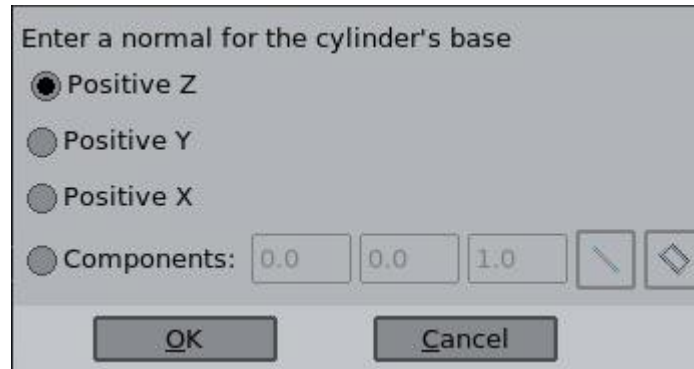 Enter a normal for the cylinder's base
Positive Z
Positive Y
Positive X
Components: 0.0 0.0 1.0
OK Cancel